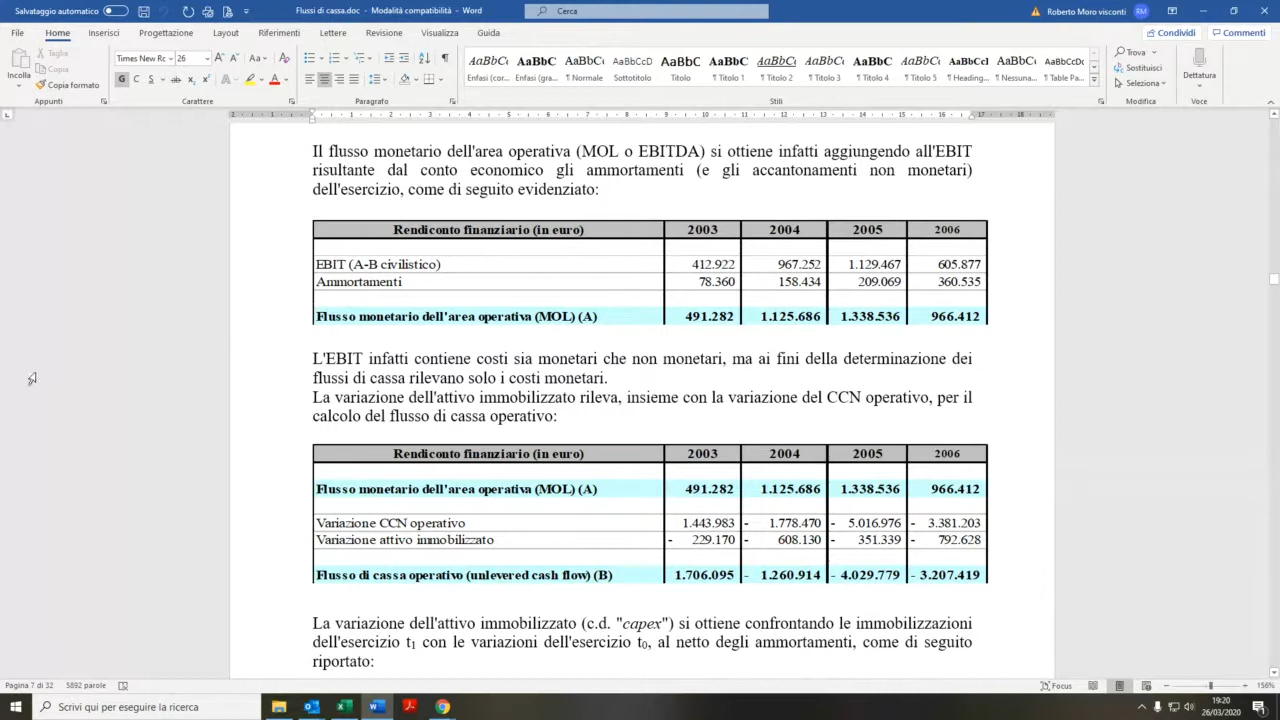 Salvataggio automatico Flussi di cassa.doc - Modalità compatibilità - Word Cerca Roberto Moro visconti RM
File Home Inserisci Progettazione Layout Riferimenti Lettere Revisione Visualizza Guida Condividi Commenti
Incolla Taglia Copia Copia formato
Times New Ro 26
AaBbCc AaBbC AaBbCc AaBbCcD AaBbC AaBbC AaBbCc AaBbC AaBbC AaBbCc AaBbCcI AaBbC AaBbCcDc
Enfasi (cor... Enfasi (gra... ¶ Normale Sottotitolo Titolo ¶ Titolo 1 ¶ Titolo 2 ¶ Titolo 3 ¶ Titolo 4 ¶ Titolo 5 ¶ Heading... ¶ Nessuna... ¶ Table Pa...
Trova Sostituisci Seleziona Dettatura
Appunti Carattere Paragrafo Stili Modifica Voce
Il flusso monetario dell'area operativa (MOL o EBITDA) si ottiene infatti aggiungendo all'EBIT
risultante dal conto economico gli ammortamenti (e gli accantonamenti non monetari)
dell'esercizio, come di seguito evidenziato:
Rendiconto finanziario (in euro) 2003 2004 2005 2006
EBIT (A-B civilistico) 412.922 967.252 1.129.467 605.877
Ammortamenti 78.360 158.434 209.069 360.535
Flusso monetario dell'area operativa (MOL) (A) 491.282 1.125.686 1.338.536 966.412
L'EBIT infatti contiene costi sia monetari che non monetari, ma ai fini della determinazione dei
flussi di cassa rilevano solo i costi monetari.
La variazione dell'attivo immobilizzato rileva, insieme con la variazione del CCN operativo, per il
calcolo del flusso di cassa operativo:
Rendiconto finanziario (in euro) 2003 2004 2005 2006
Flusso monetario dell'area operativa (MOL) (A) 491.282 1.125.686 1.338.536 966.412
Variazione CCN operativo 1.443.983 - 1.778.470 - 5.016.976 - 3.381.203
Variazione attivo immobilizzato - 229.170 - 608.130 - 351.339 - 792.628
Flusso di cassa operativo (unlevered cash flow) (B) 1.706.095 - 1.260.914 - 4.029.779 - 3.207.419
La variazione dell'attivo immobilizzato (c.d. "capex") si ottiene confrontando le immobilizzazioni
dell'esercizio t1 con le variazioni dell'esercizio t0, al netto degli ammortamenti, come di seguito
riportato:
Pagina 7 di 32 5892 parole Focus 156%
Scrivi qui per eseguire la ricerca 19:20
26/03/2020